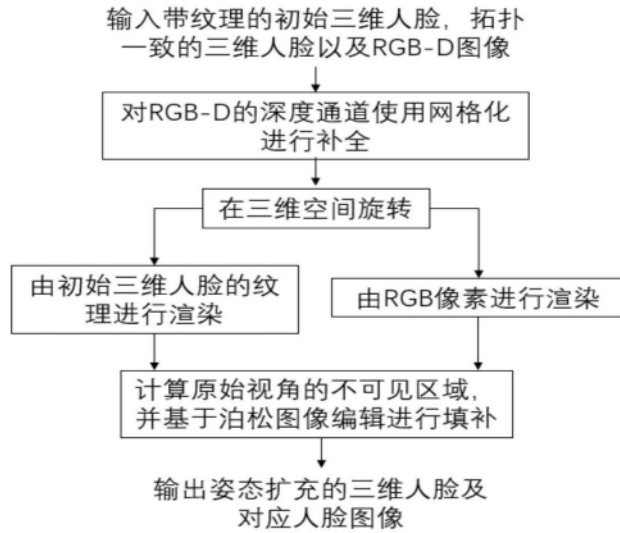 输入带纹理的初始三维人脸，拓扑
一致的三维人脸以及RGB-D图像
对RGB-D的深度通道使用网格化
进行补全
在三维空间旋转
由初始三维人脸的纹
理进行渲染
由RGB像素进行渲染
计算原始视角的不可见区域，
并基于泊松图像编辑进行填补
输出姿态扩充的三维人脸及
对应人脸图像